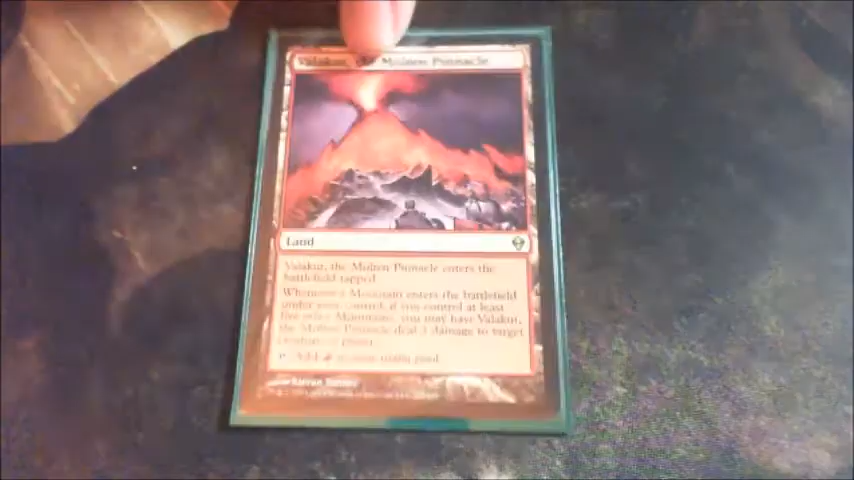 Valakut, the Molten Pinnacle
Land
Valakut, the Molten Pinnacle enters the
battlefield tapped.
Whenever a Mountain enters the battlefield
under your control, if you control at least
five other Mountains, you may have Valakut,
the Molten Pinnacle deal 3 damage to target
creature or player.
: Add to your mana pool.